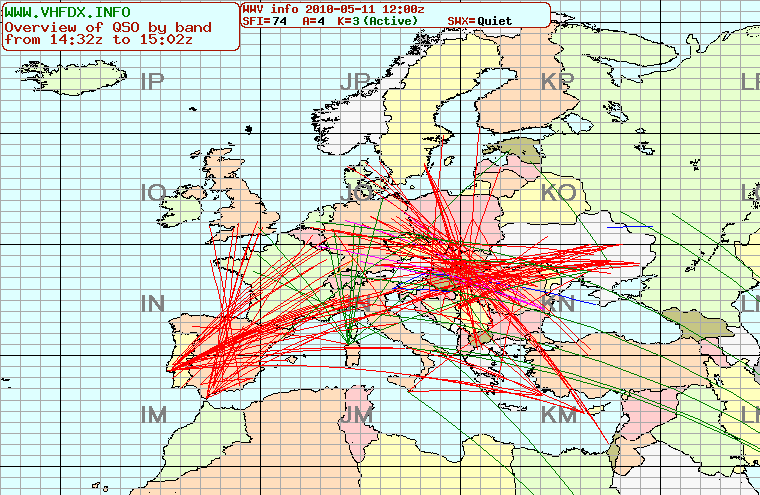 WWW.VHFDX.INFO
Overview of QSO by band
from 14:32z to 15:02z
WWV info 2010-05-11 12:00z
SFI=74 A=4 K=3(Active) SWX=Quiet
IP JP KP LP
IO JO KO LO
IN JN KN LN
IM JM KM LM